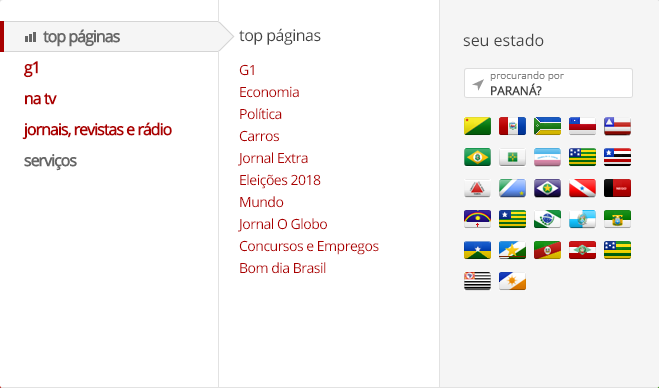 top páginas
g1
na tv
jornais, revistas e rádio
serviços
top páginas
G1
Economia
Política
Carros
Jornal Extra
Eleições 2018
Mundo
Jornal O Globo
Concursos e Empregos
Bom dia Brasil
seu estado
procurando por
PARANÁ?